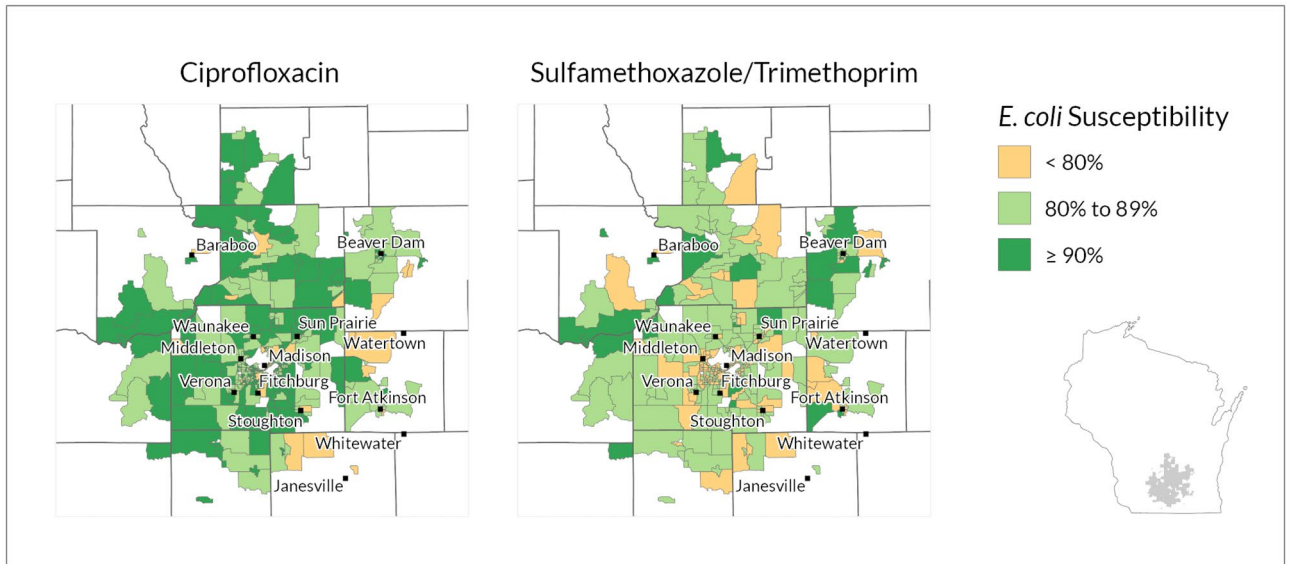 Ciprofloxacin
Sulfamethoxazole/Trimethoprim
E. coli Susceptibility
< 80%
80% to 89%
≥ 90%
Baraboo
Beaver Dam
Waunakee
Sun Prairie
Middleton
Madison
Watertown
Verona
Fitchburg
Fort Atkinson
Stoughton
Whitewater
Janesville
Baraboo
Beaver Dam
Waunakee
Sun Prairie
Middleton
Madison
Watertown
Verona
Fitchburg
Fort Atkinson
Stoughton
Whitewater
Janesville